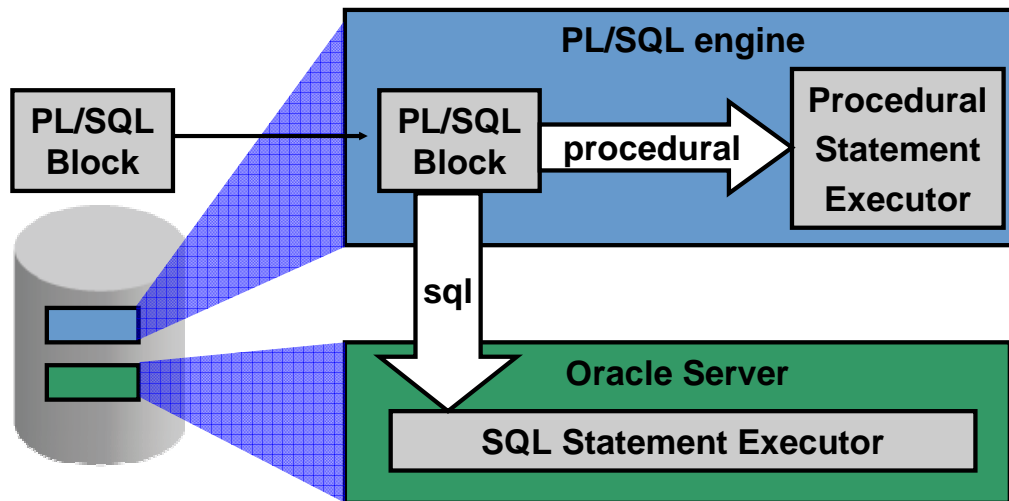 PL/SQL engine
PL/SQL
Block
PL/SQL
Block
procedural
Procedural
Statement
Executor
sql
Oracle Server
SQL Statement Executor